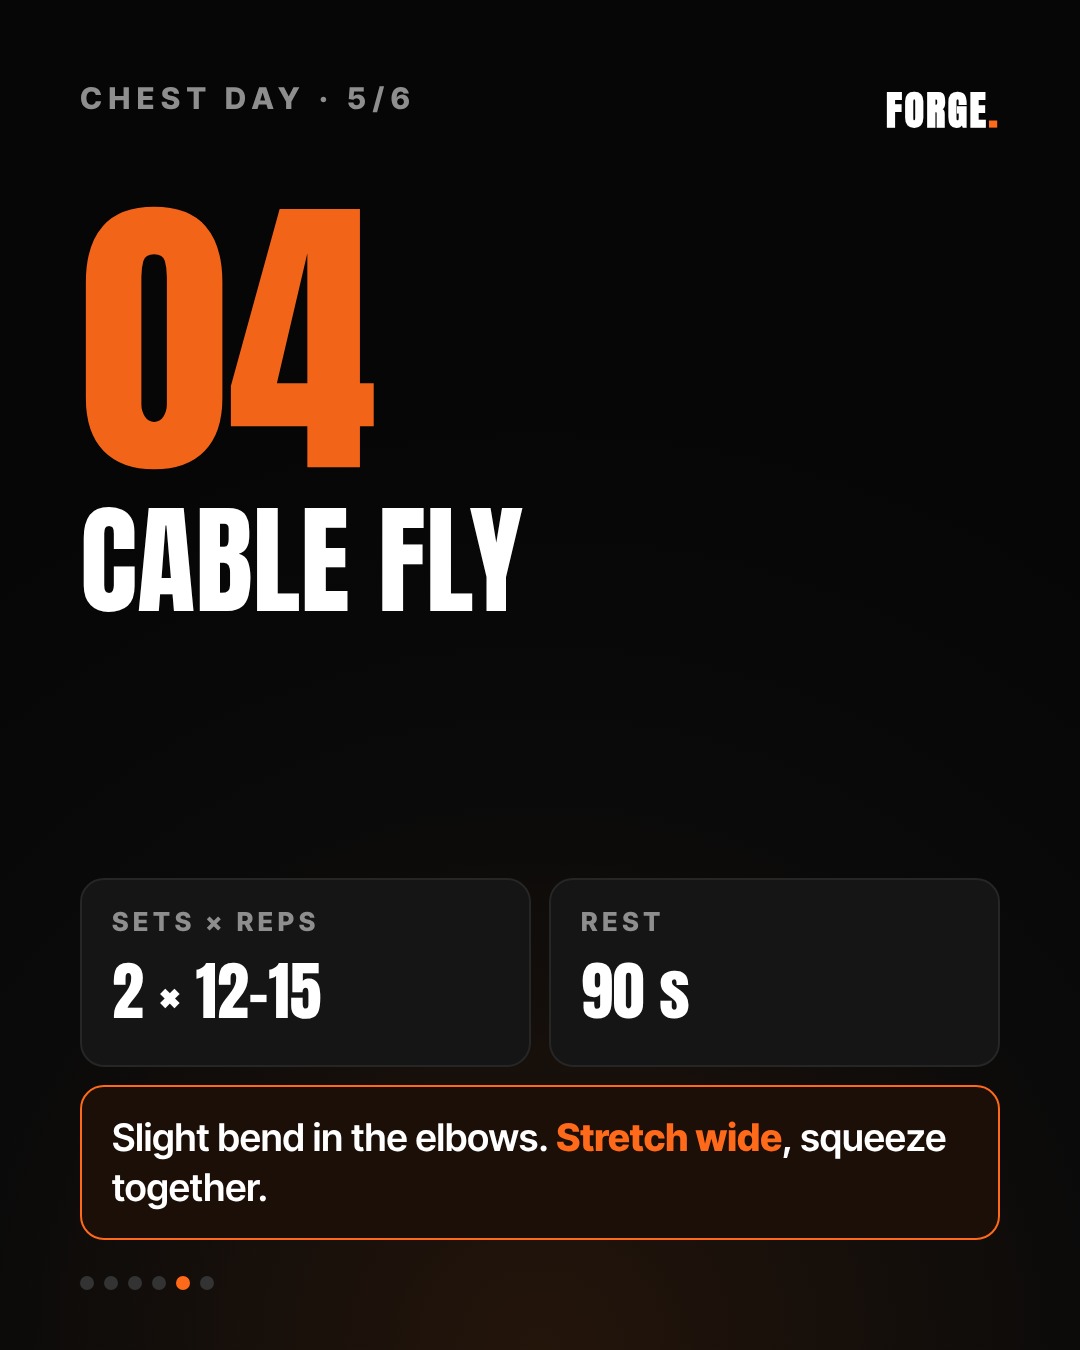 CHEST DAY · 5/6
FORGE.
04
CABLE FLY
SETS × REPS
2 × 12-15
REST
90 s
Slight bend in the elbows. Stretch wide, squeeze
together.